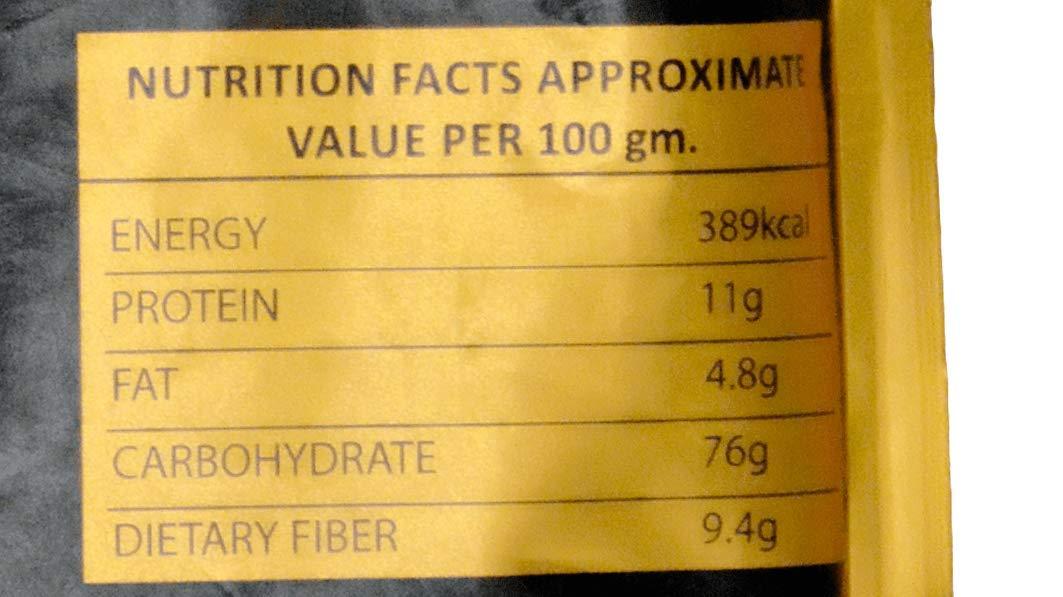 NUTRITION FACTS APPROXIMATE
VALUE PER 100 gm.
ENERGY 389kcal
PROTEIN 11g
FAT 4.8g
CARBOHYDRATE 76g
DIETARY FIBER 9.4g